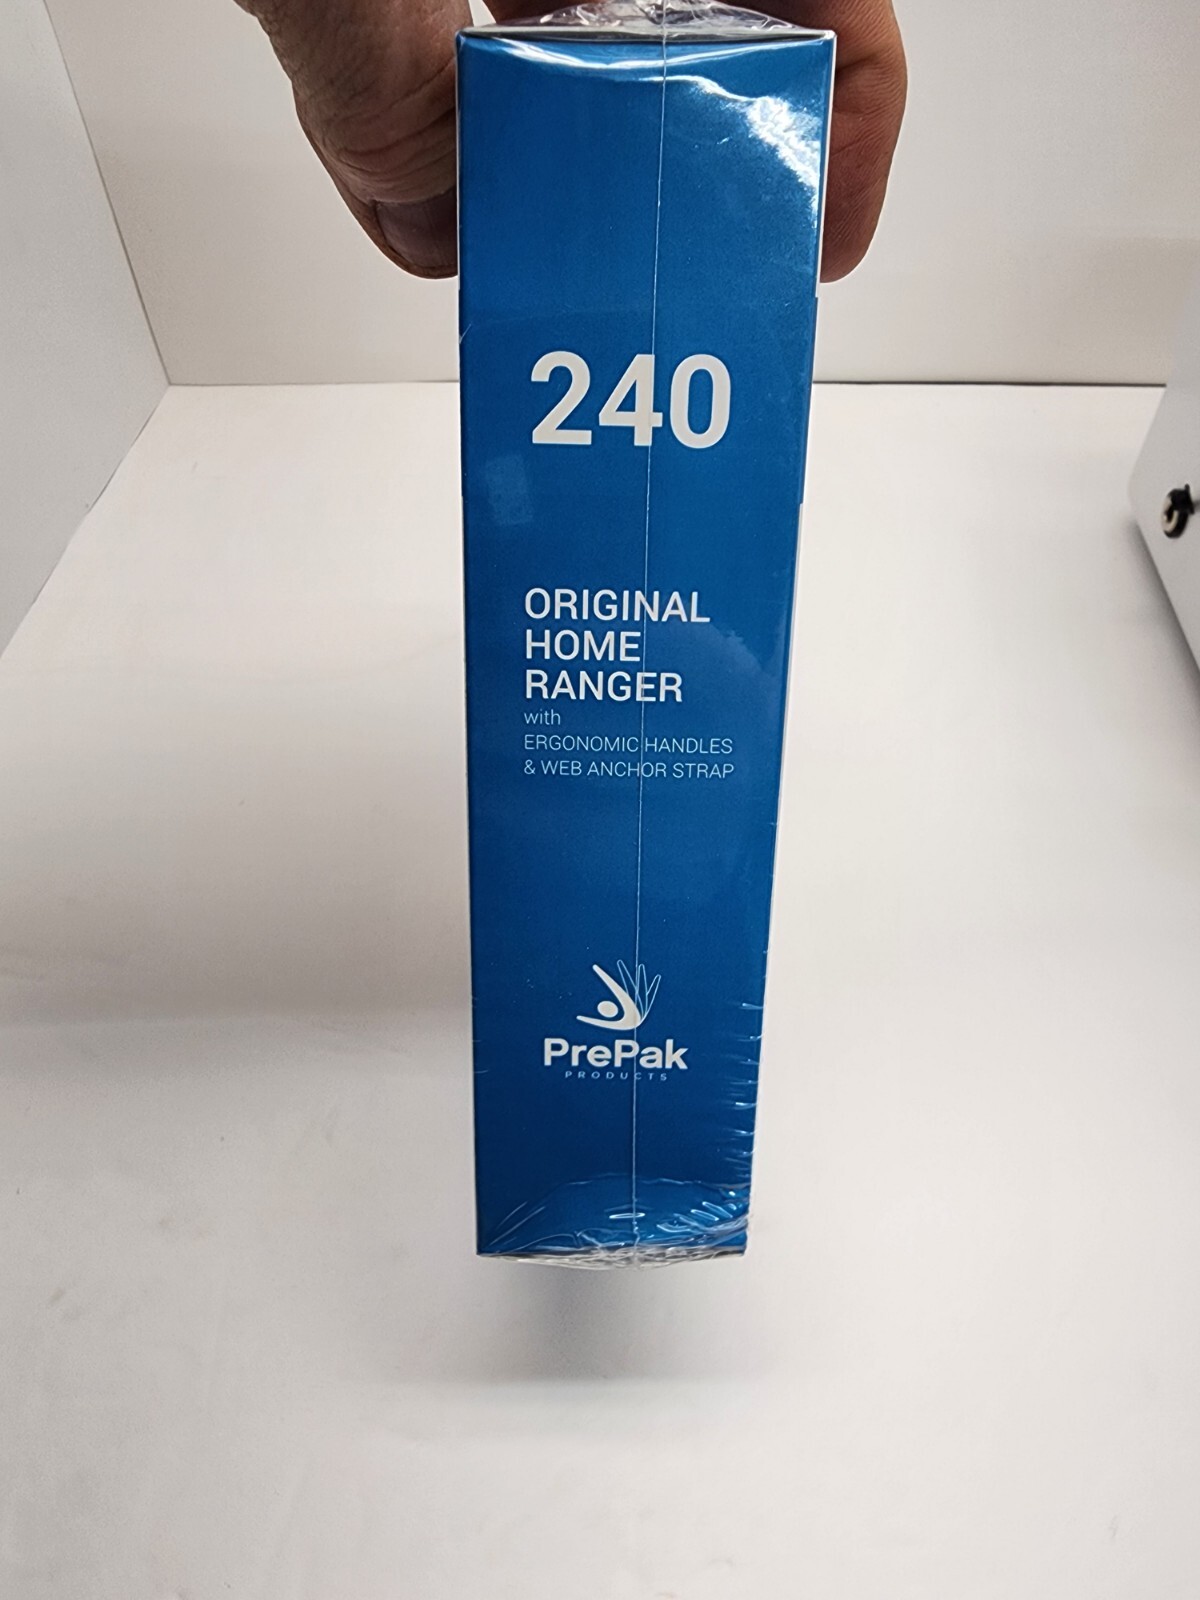 240
ORIGINAL
HOME
RANGER
with
ERGONOMIC HANDLES
& WEB ANCHOR STRAP
PrePak
PRODUCTS